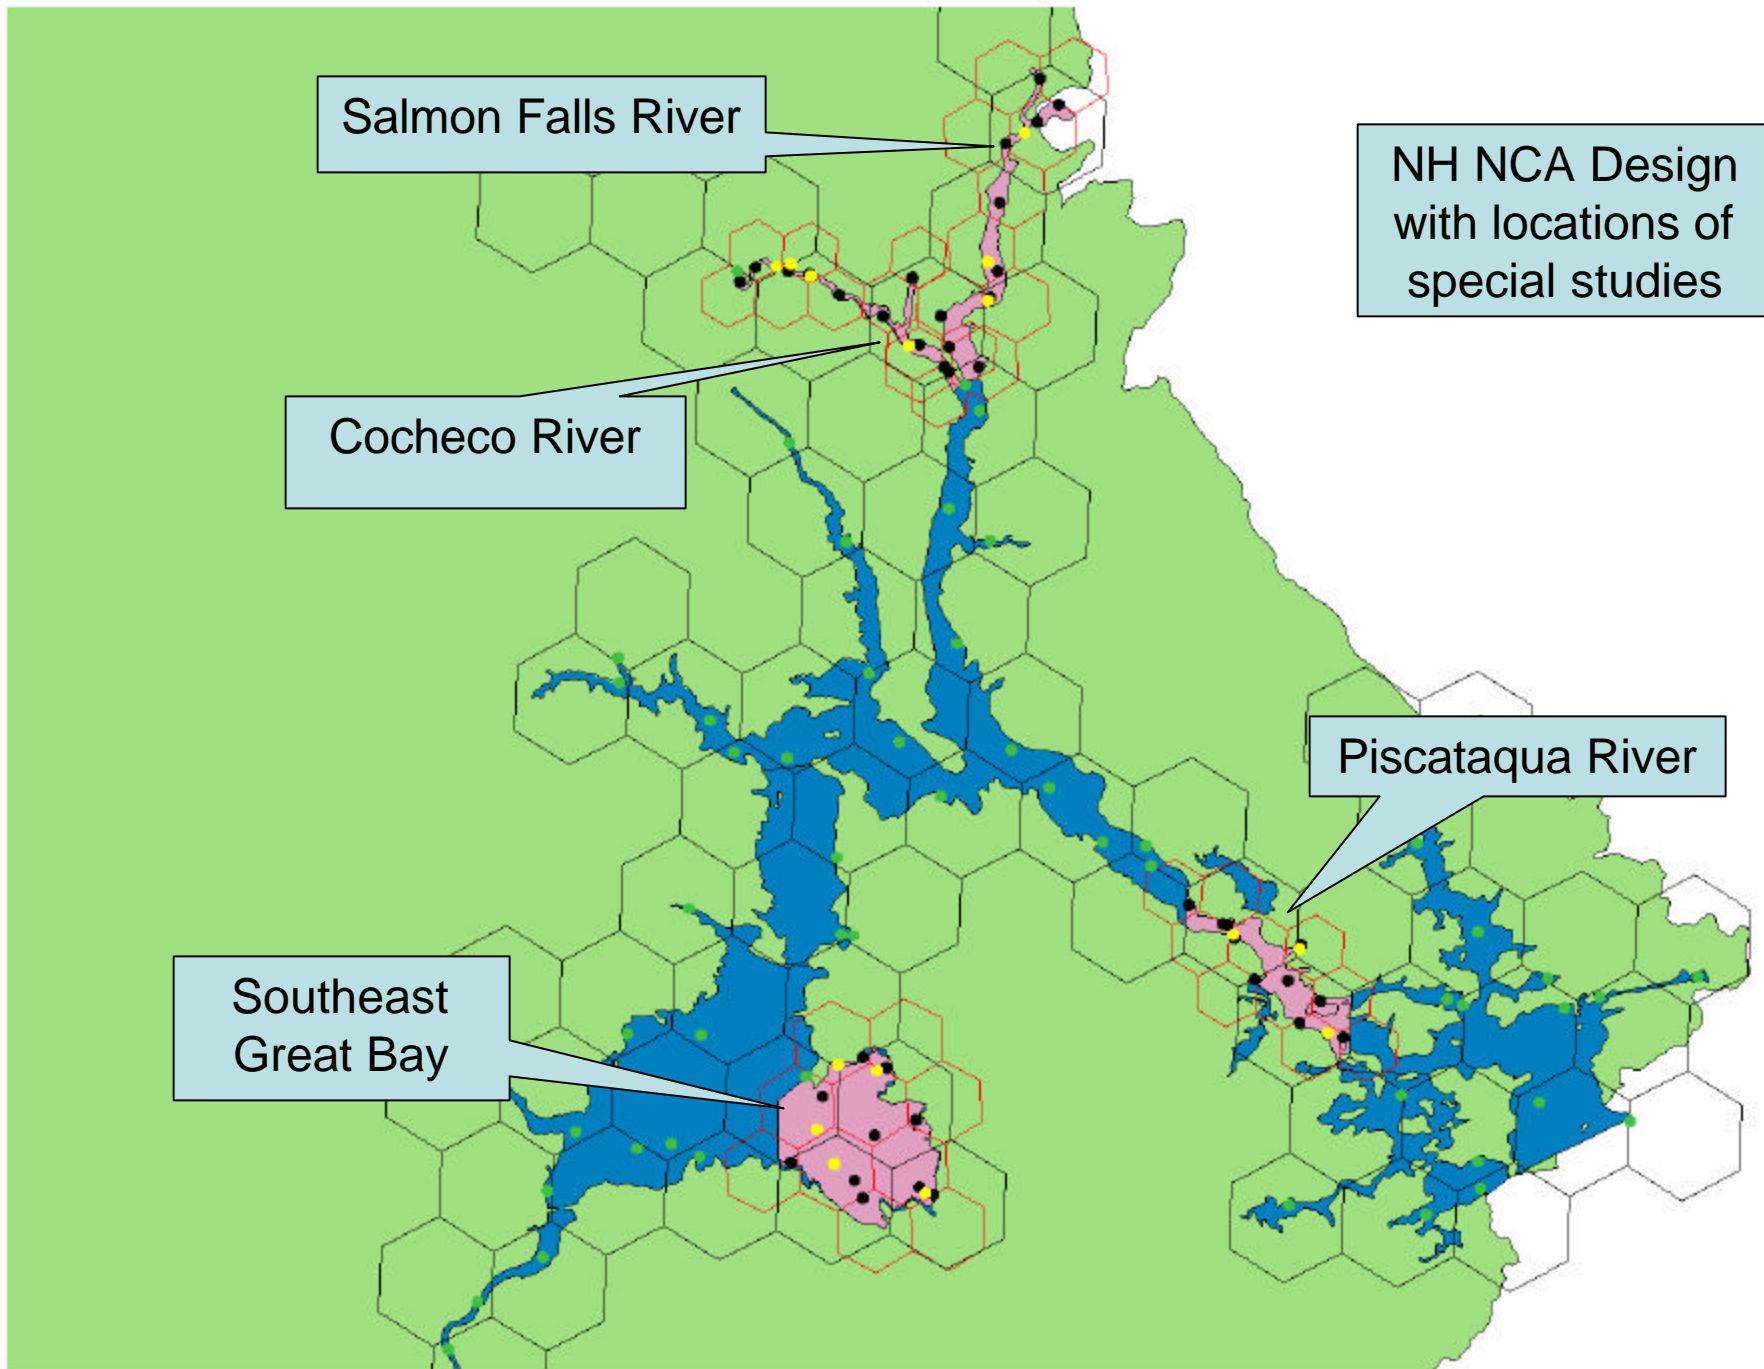 Salmon Falls River
NH NCA Design
with locations of
special studies
Cocheco River
Piscataqua River
Southeast
Great Bay